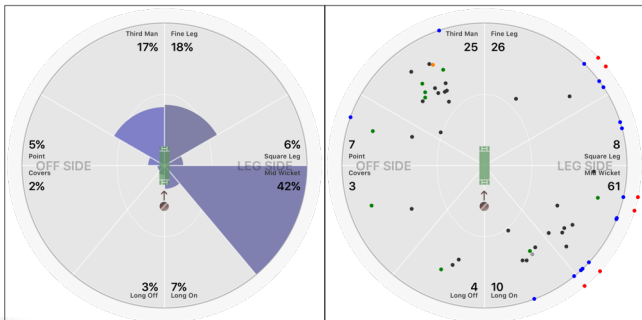 Third Man
17%
Fine Leg
18%
5%
Point
OFF SIDE
Covers
2%
6%
Square Leg
LEG SIDE
Mid Wicket
42%
3%
Long Off
7%
Long On
Third Man
25
Fine Leg
26
7
Point
OFF SIDE
Covers
3
8
Square Leg
LEG SIDE
Mid Wicket
61
4
Long Off
10
Long On